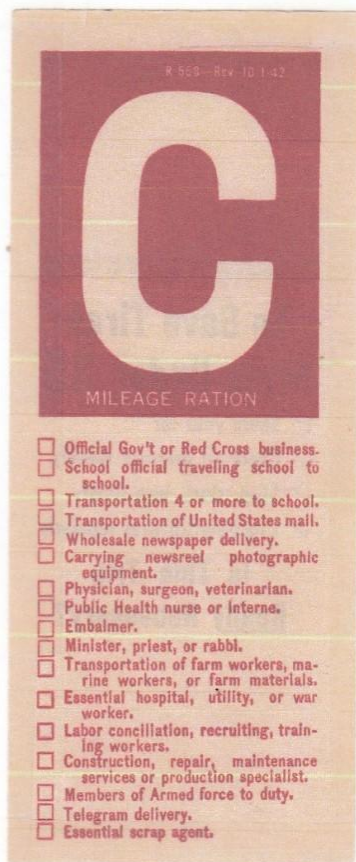 R 558—Rev. 10-1-42
C
MILEAGE RATION
Official Gov't or Red Cross business.
School official traveling school to
school.
Transportation 4 or more to school.
Transportation of United States mail.
Wholesale newspaper delivery.
Carrying newsreel photographic
equipment.
Physician, surgeon, veterinarian.
Public Health nurse or interne.
Embalmer.
Minister, priest, or rabbi.
Transportation of farm workers, ma-
rine workers, or farm materials.
Essential hospital, utility, or war
worker.
Labor conciliation, recruiting, train-
ing workers.
Construction, repair, maintenance
services or production specialist.
Members of Armed force to duty.
Telegram delivery.
Essential scrap agent.